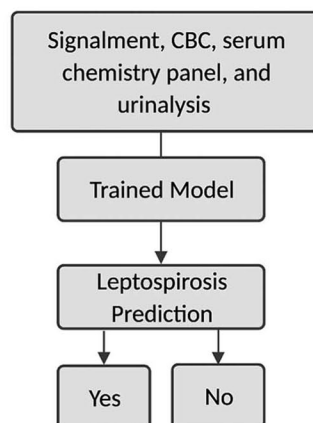 Signalment, CBC, serum
chemistry panel, and
urinalysis
Trained Model
Leptospirosis
Prediction
Yes
No